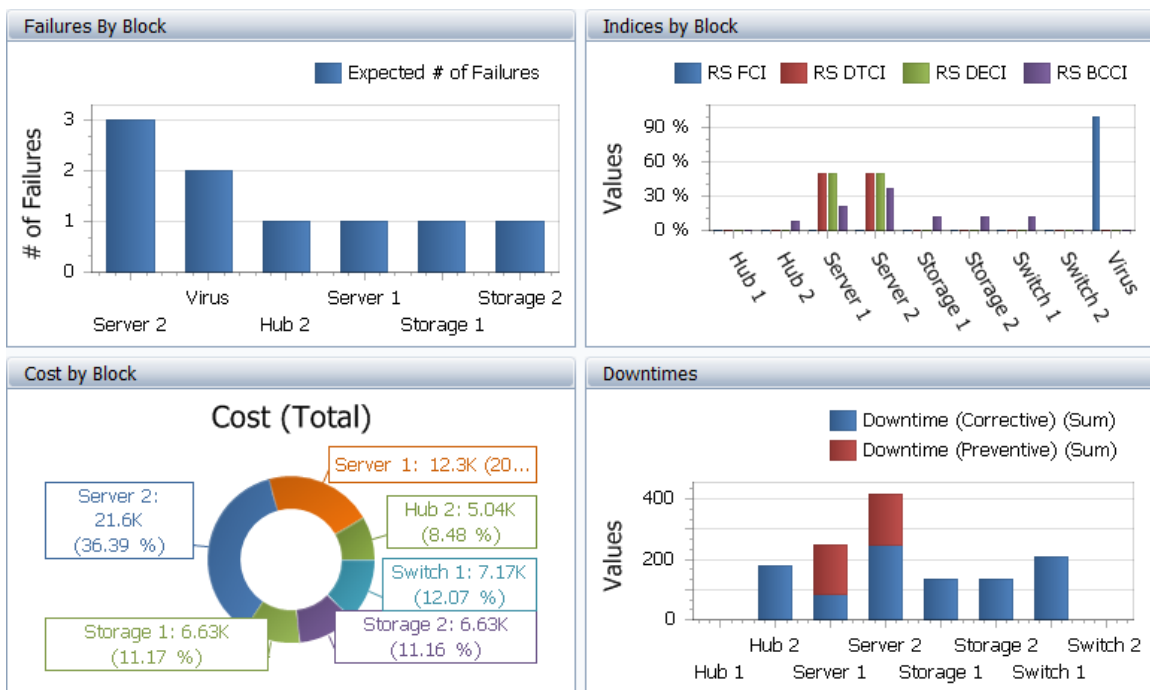 Failures By Block
Expected # of Failures
# of Failures
3
2
1
0
Virus
Server 1
Storage 2
Server 2
Hub 2
Storage 1
Indices by Block
RS FCI
RS DTCI
RS DECI
RS BCCI
Values
90 %
60 %
30 %
0 %
Hub 1
Hub 2
Server 1
Server 2
Storage 1
Storage 2
Switch 1
Switch 2
Virus
Cost by Block
Cost (Total)
Server 1: 12.3K (20...
Server 2:
21.6K
(36.39 %)
Hub 2: 5.04K
(8.48 %)
Switch 1: 7.17K
(12.07 %)
Storage 2: 6.63K
(11.16 %)
Storage 1: 6.63K
(11.17 %)
Downtimes
Downtime (Corrective) (Sum)
Downtime (Preventive) (Sum)
Values
400
200
0
Hub 2
Server 2
Storage 2
Switch 2
Hub 1
Server 1
Storage 1
Switch 1